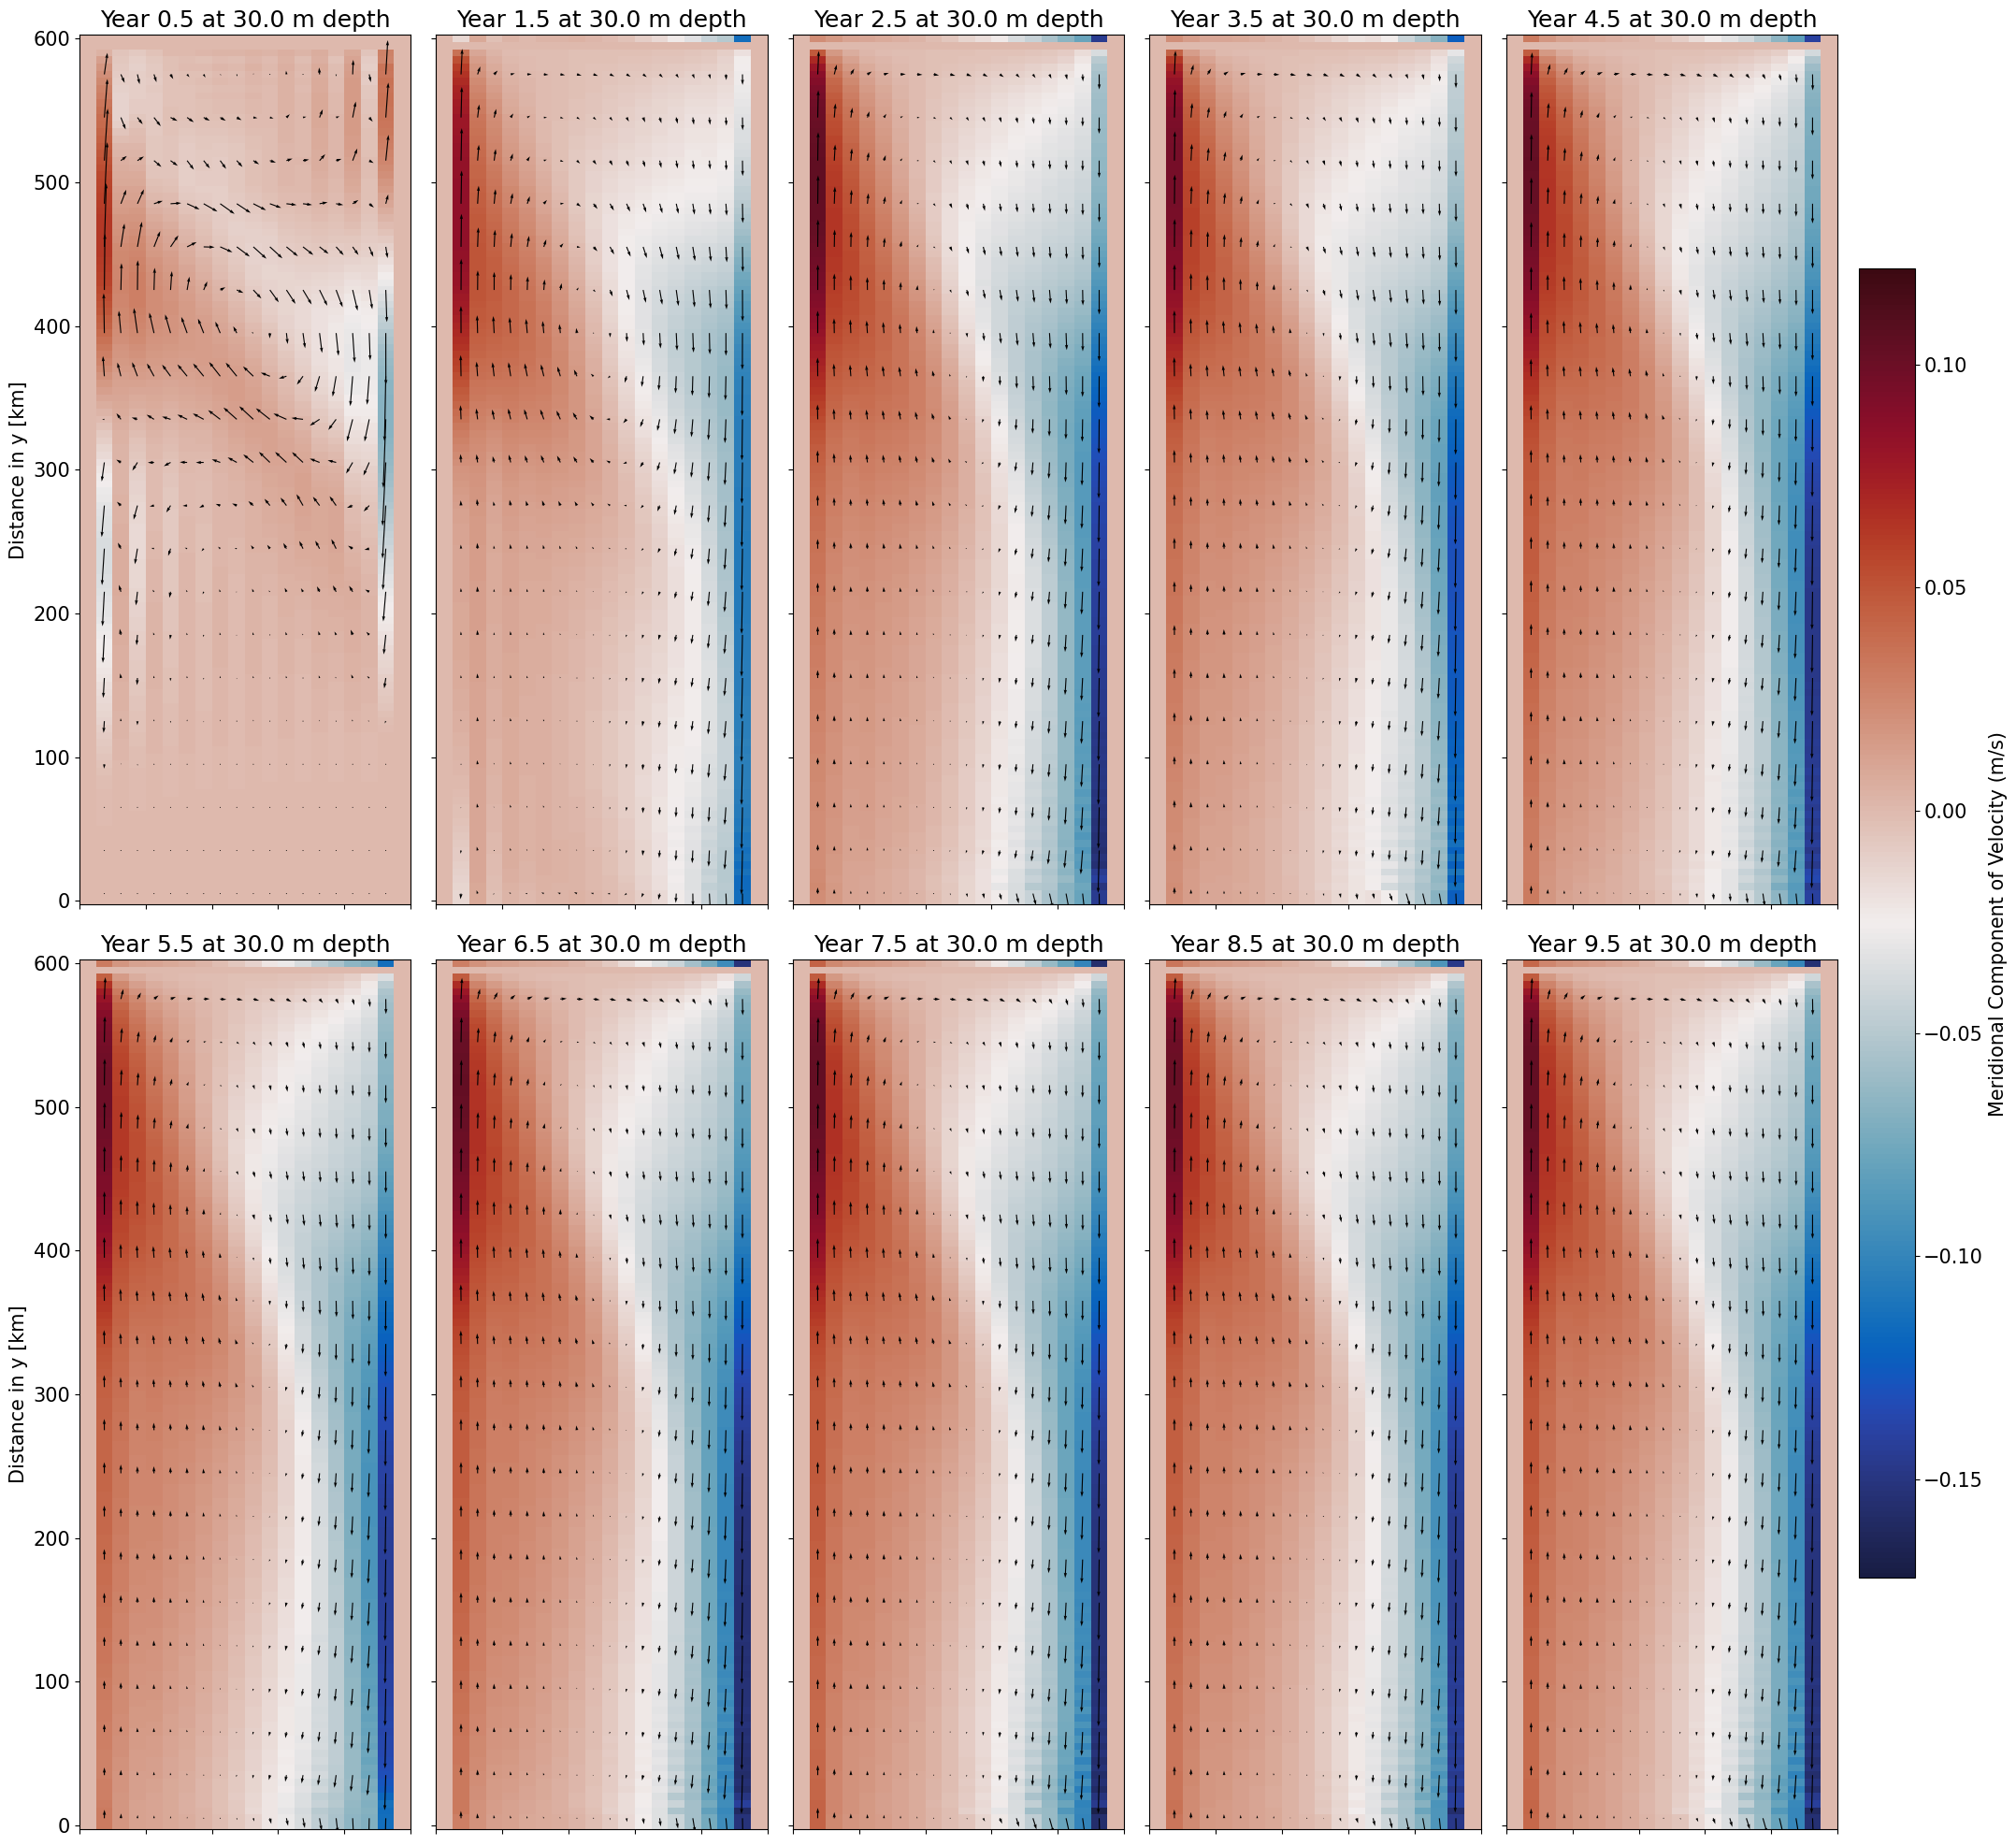 Year 0.5 at 30.0 m depth
Year 1.5 at 30.0 m depth
Year 2.5 at 30.0 m depth
Year 3.5 at 30.0 m depth
Year 4.5 at 30.0 m depth
600
500
400
300
200
100
0
Distance in y [km]
Year 5.5 at 30.0 m depth
Year 6.5 at 30.0 m depth
Year 7.5 at 30.0 m depth
Year 8.5 at 30.0 m depth
Year 9.5 at 30.0 m depth
600
500
400
300
200
100
0
Distance in y [km]
0.10
0.05
0.00
−0.05
−0.10
−0.15
Meridional Component of Velocity (m/s)